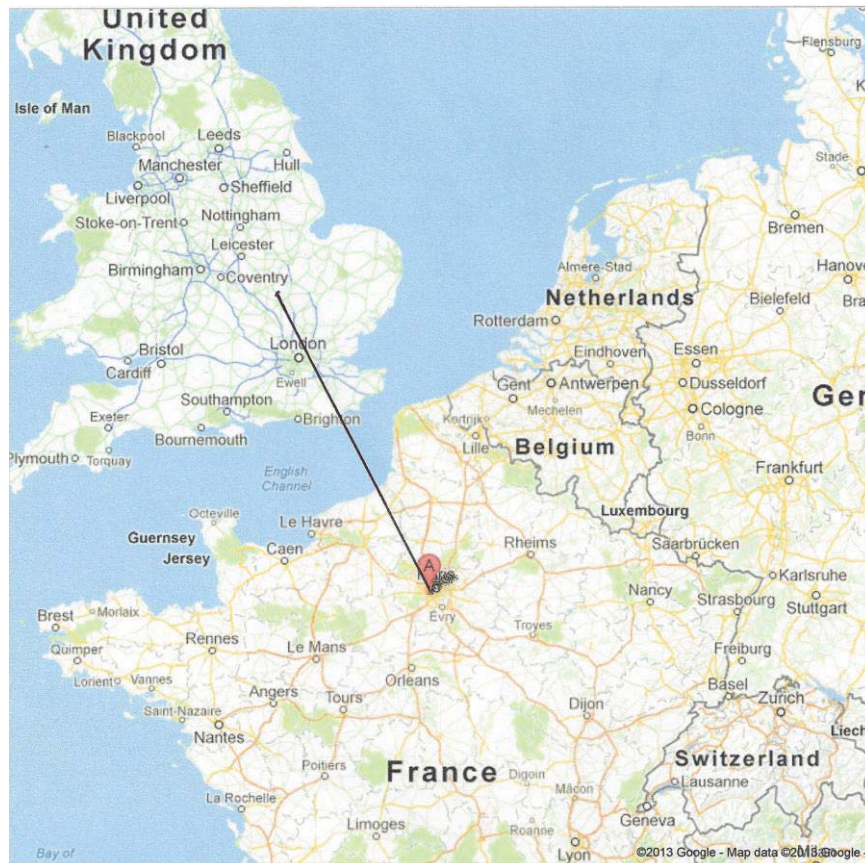 United
Kingdom
Flensburg
Isle of Man
Blackpool
Leeds
Hull
Stade
Manchester
Liverpool
Sheffield
Bremen
Stoke-on-Trent
Nottingham
Leicester
Birmingham
Coventry
Almere-Stad
Hanov
Netherlands
Bielefeld
Bra
Rotterdam
London
Bristol
Cardiff
Ewell
Eindhoven
Essen
Gent
Antwerpen
Dusseldorf
Southampton
Mechelen
Ger
Exeter
Brighton
Kortrijk
Cologne
Bournemouth
Lille
Belgium
Bonn
Plymouth
Torquay
English
Channel
Frankfurt
Octeville
Luxembourg
Guernsey
Le Havre
Jersey
Caen
Rheims
Saarbrücken
A
Karlsruhe
Nancy
Strasbourg
Stuttgart
Brest
Morlaix
Evry
Troyes
Quimper
Rennes
Le Mans
Freiburg
Lorient
Vannes
Orleans
Basel
Zurich
Saint-Nazaire
Angers
Tours
Dijon
Liech
Nantes
Switzerland
Poitiers
France
Digoin
Lausanne
Mâcon
La Rochelle
Geneva
Limoges
Roanne
Lyon
Bay of
©2013 Google - Map data ©2013 Google -